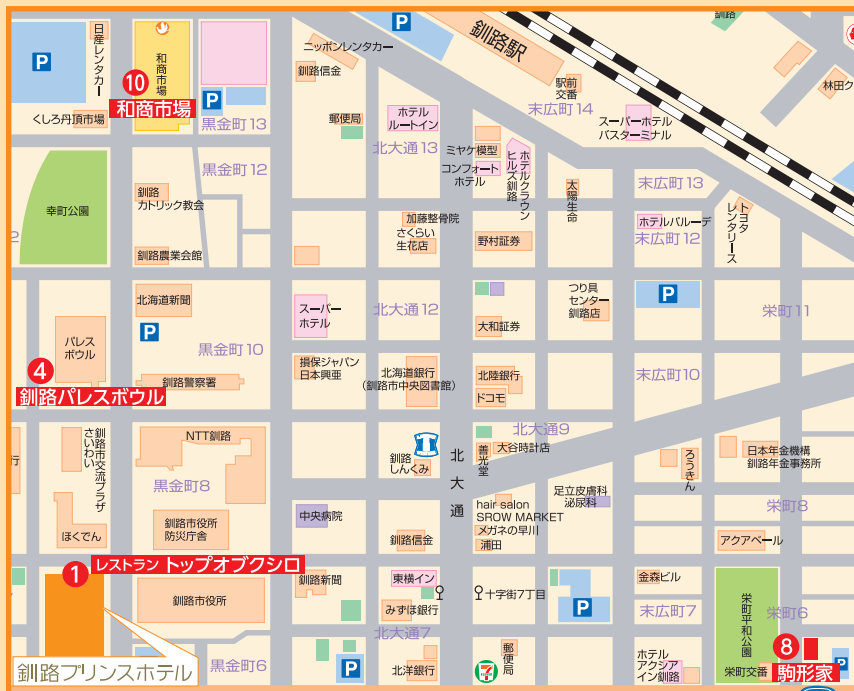 日産レンタカー
P
10
和商市場
和商市場
くしろ丹頂市場
P
黒金町13
ニッポンレンタカー
釧路信金
P
釧路駅
駅前
交番
末広町14
釧路
林田ク
郵便局
ホテル
ルートイン
北大通13
ミヤケ模型
コンフォート
ホテル
ホテルクラウン
ヒルズ釧路
スーパーホテル
バスターミナル
黒金町12
幸町公園
釧路
カトリック教会
釧路農業会館
加藤整骨院
さくらい
生花店
野村証券
太陽生命
末広町13
ホテルパルーデ
末広町12
トヨタ
レンタリース
2
北海道新聞
P
スーパー
ホテル
北大通12
大和証券
つり具
センター
釧路店
P
栄町11
パレス
ボウル
4
釧路パレスボウル
黒金町10
釧路警察署
損保ジャパン
日本興亜
北海道銀行
(釧路市中央図書館)
北陸銀行
ドコモ
末広町10
北大通9
行
釧路市交流プラザ
さいわい
NTT釧路
黒金町8
釧路
しんくみ
北大通
善光堂
大谷時計店
足立皮膚科
泌尿科
ろうきん
日本年金機構
釧路年金事務所
栄町8
ほくでん
釧路市役所
防災庁舎
中央病院
釧路信金
hair salon
SROW MARKET
メガネの早川
浦田
アクアベール
1
レストラン トップオブクシロ
釧路市役所
釧路新聞
東横イン
みずほ銀行
十字街7丁目
P
金森ビル
末広町7
栄町平和公園
栄町6
釧路プリンスホテル
黒金町6
P
北大通7
北洋銀行
郵便局
ホテル
アクシア
イン釧路
栄町交番
8
駒形家
P